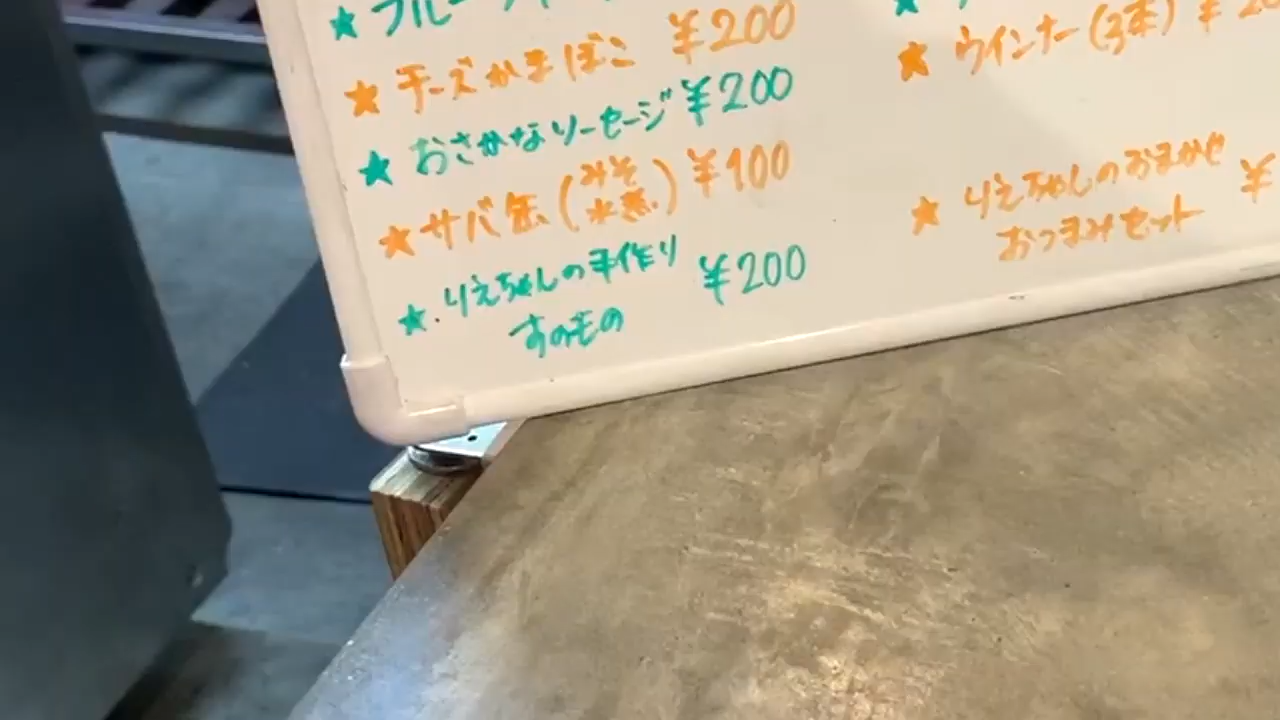 ★チーズかまぼこ ¥200
★おさかなソーセージ ¥200
★サバ缶(みそ 水煮) ¥100
★りえちゃんの手作り
すのもの ¥200
★ウインナー(3本)
★りえちゃんのおまかせ
おつまみセット ¥